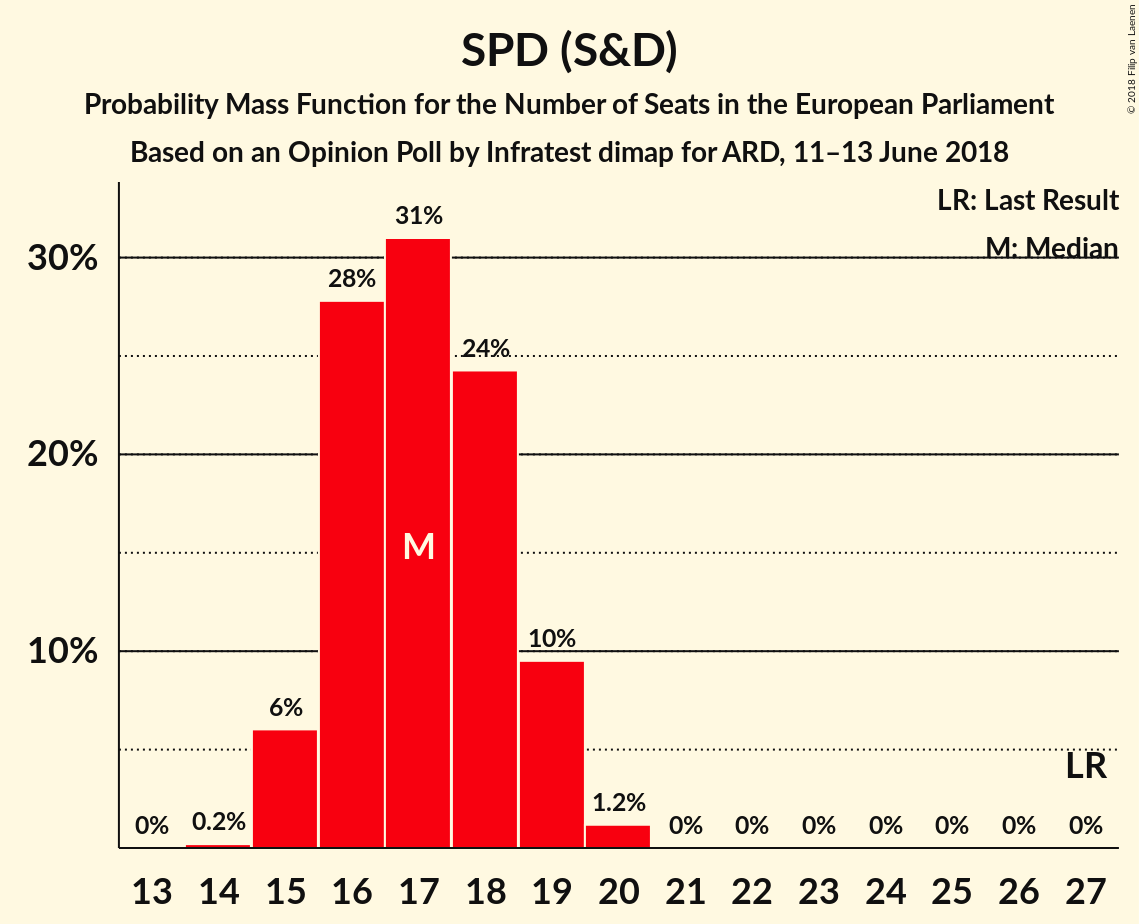 SPD (S&D)
Probability Mass Function for the Number of Seats in the European Parliament
Based on an Opinion Poll by Infratest dimap for ARD, 11–13 June 2018
© 2018 Filip van Laenen
LR: Last Result
M: Median
30%
20%
10%
0%
0.2%
6%
28%
31%
24%
10%
1.2%
0%
0%
0%
0%
0%
0%
0%
M
LR
13 14 15 16 17 18 19 20 21 22 23 24 25 26 27